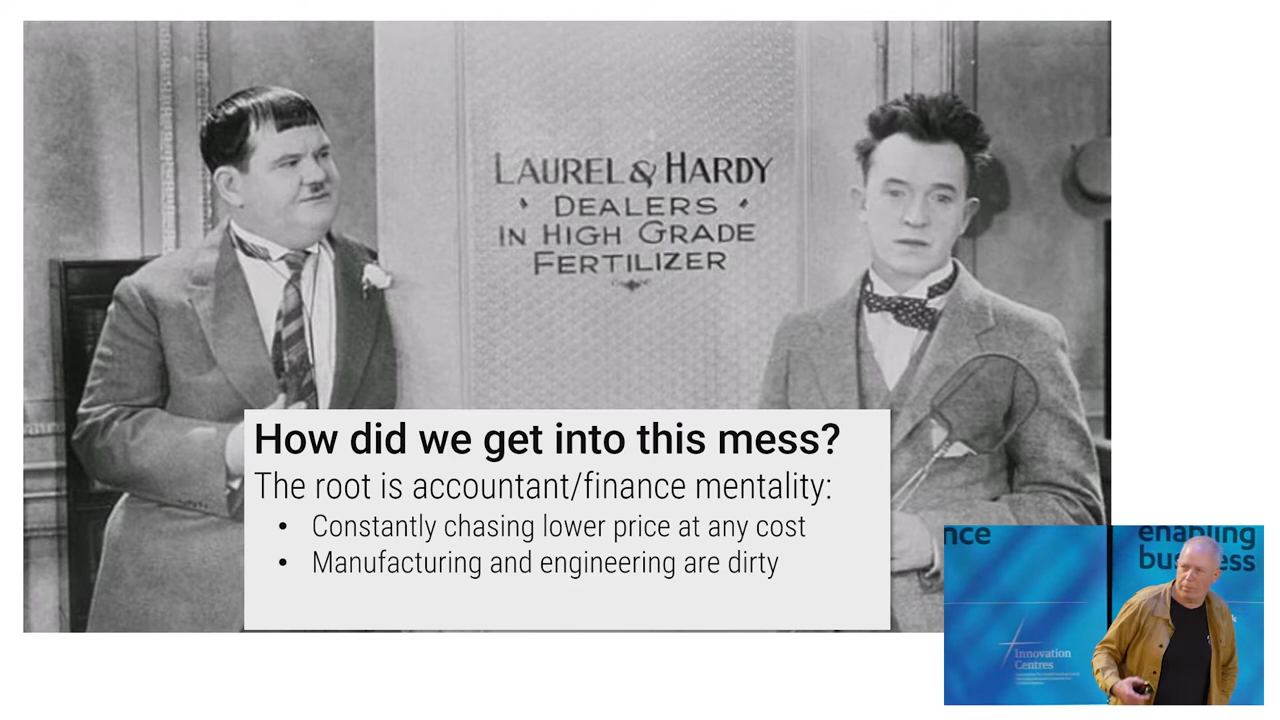 LAUREL & HARDY
DEALERS
IN HIGH GRADE
FERTILIZER
How did we get into this mess?
The root is accountant/finance mentality:
• Constantly chasing lower price at any cost
• Manufacturing and engineering are dirty
nce
enabling
Innovation
Centres